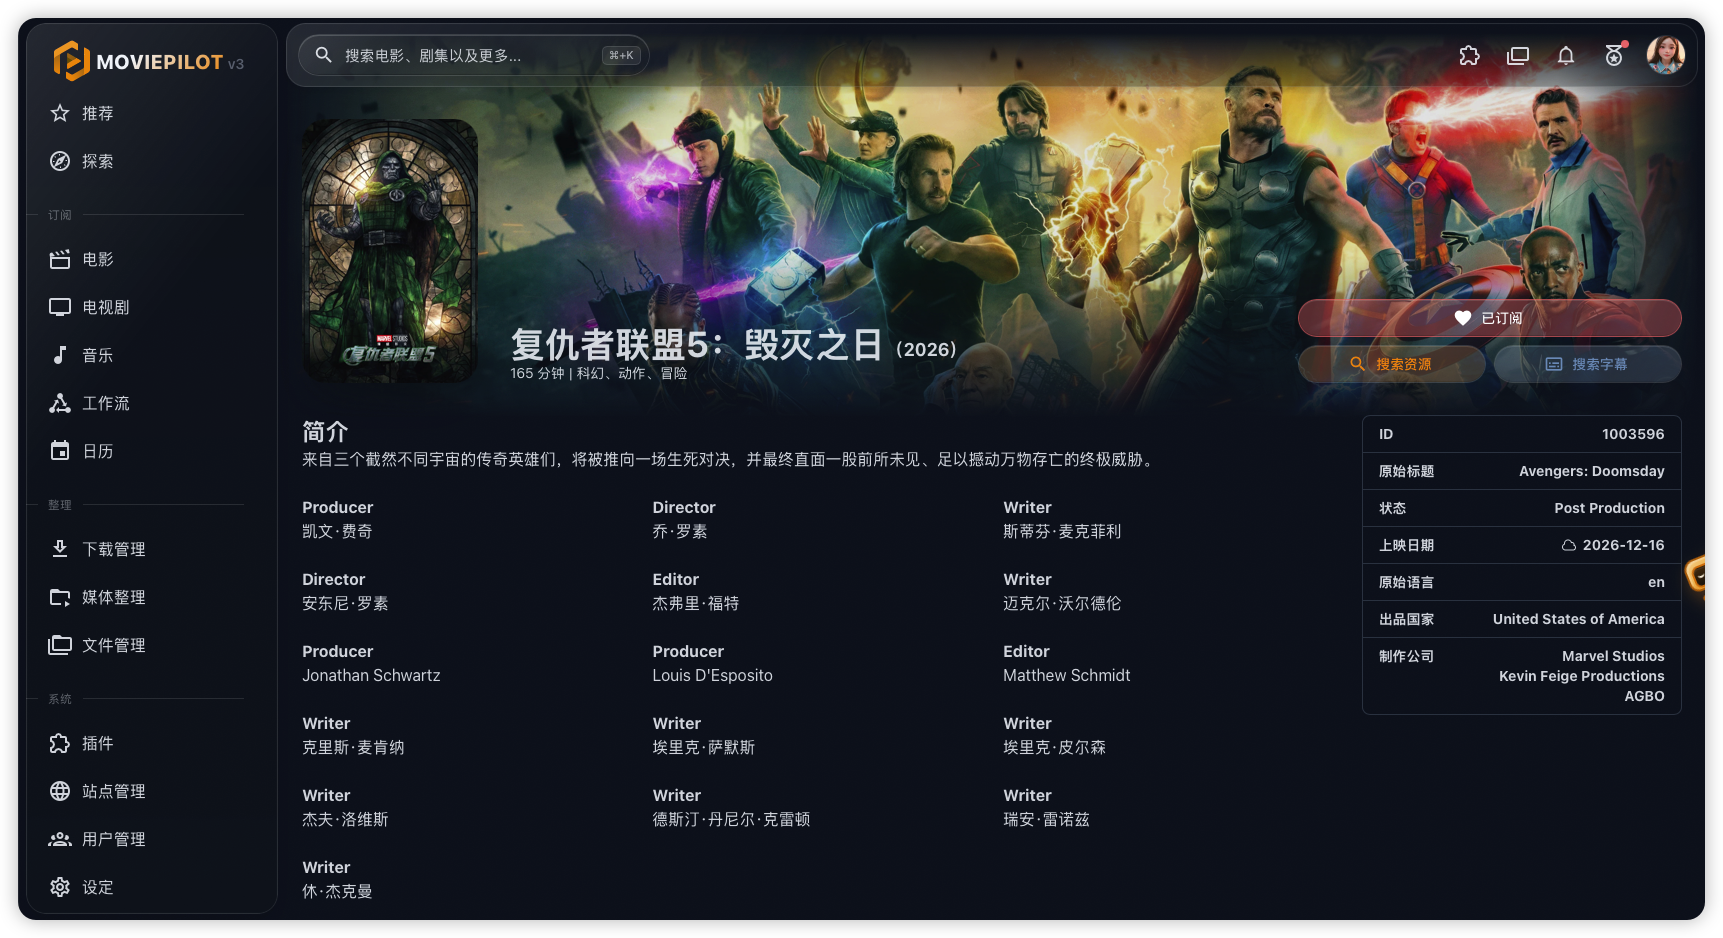 MOVIEPILOT v3
推荐
探索
订阅
电影
电视剧
音乐
工作流
日历
整理
下载管理
媒体整理
文件管理
系统
插件
站点管理
用户管理
设定
搜索电影、剧集以及更多...
⌘+K
MARVEL STUDIOS
复仇者联盟5
复仇者联盟5：毁灭之日 (2026)
165 分钟 | 科幻、动作、冒险
已订阅
搜索资源
搜索字幕
简介
来自三个截然不同宇宙的传奇英雄们，将被推向一场生死对决，并最终直面一股前所未见、足以撼动万物存亡的终极威胁。
Producer
凯文·费奇
Director
乔·罗素
Writer
斯蒂芬·麦克菲利
Director
安东尼·罗素
Editor
杰弗里·福特
Writer
迈克尔·沃尔德伦
Producer
Jonathan Schwartz
Producer
Louis D'Esposito
Editor
Matthew Schmidt
Writer
克里斯·麦肯纳
Writer
埃里克·萨默斯
Writer
埃里克·皮尔森
Writer
杰夫·洛维斯
Writer
德斯汀·丹尼尔·克雷顿
Writer
瑞安·雷诺兹
Writer
休·杰克曼
ID 1003596
原始标题 Avengers: Doomsday
状态 Post Production
上映日期 2026-12-16
原始语言 en
出品国家 United States of America
制作公司 Marvel Studios
Kevin Feige Productions
AGBO